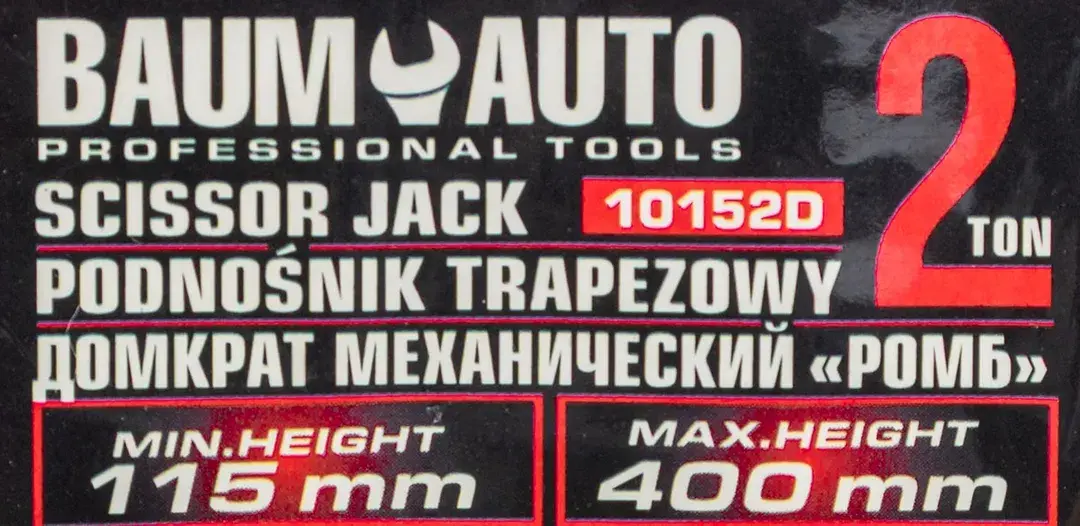 BAUM AUTO
PROFESSIONAL TOOLS
2 TON
SCISSOR JACK 10152D
PODNOŚNIK TRAPEZOWY
ДОМКРАТ МЕХАНИЧЕСКИЙ «РОМБ»
MIN.HEIGHT
115 mm
MAX.HEIGHT
400 mm